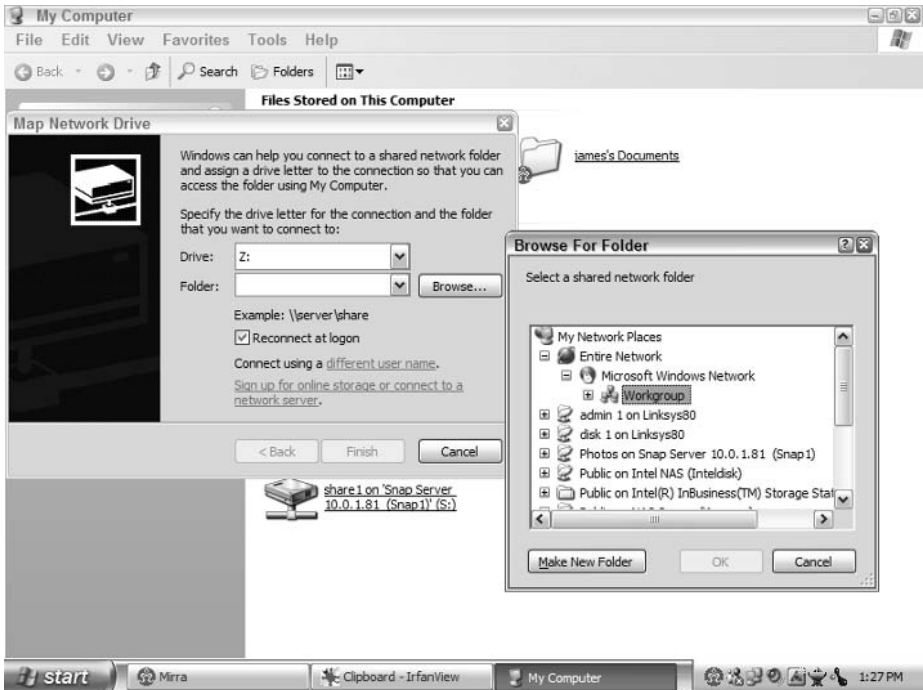 My Computer
File Edit View Favorites Tools Help
Back Search Folders
Files Stored on This Computer
james's Documents
Map Network Drive
Windows can help you connect to a shared network folder
and assign a drive letter to the connection so that you can
access the folder using My Computer.
Specify the drive letter for the connection and the folder
that you want to connect to:
Drive: Z:
Folder: Browse...
Example: \\server\share
Reconnect at logon
Connect using a different user name.
Sign up for online storage or connect to a
network server.
< Back Finish Cancel
share1 on 'Snap Server
10.0.1.81 (Snap1)' (S:)
Browse For Folder
Select a shared network folder
My Network Places
Entire Network
Microsoft Windows Network
Workgroup
admin 1 on Linksys80
disk 1 on Linksys80
Photos on Snap Server 10.0.1.81 (Snap1)
Public on Intel NAS (Inteldisk)
Public on Intel(R) InBusiness(TM) Storage Stat
Make New Folder OK Cancel
start Mirra Clipboard - IrfanView My Computer 1:27 PM